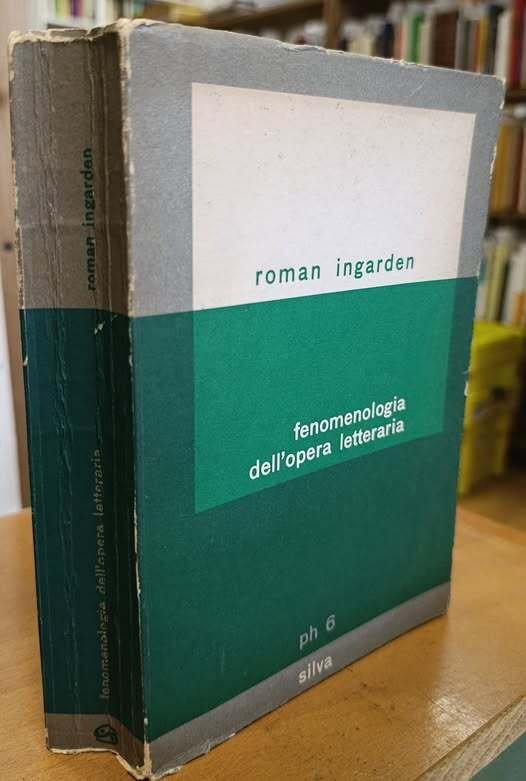 roman ingarden
fenomenologia
dell'opera letteraria
ph 6
silva
roman ingarden
fenomenologia dell'opera letteraria